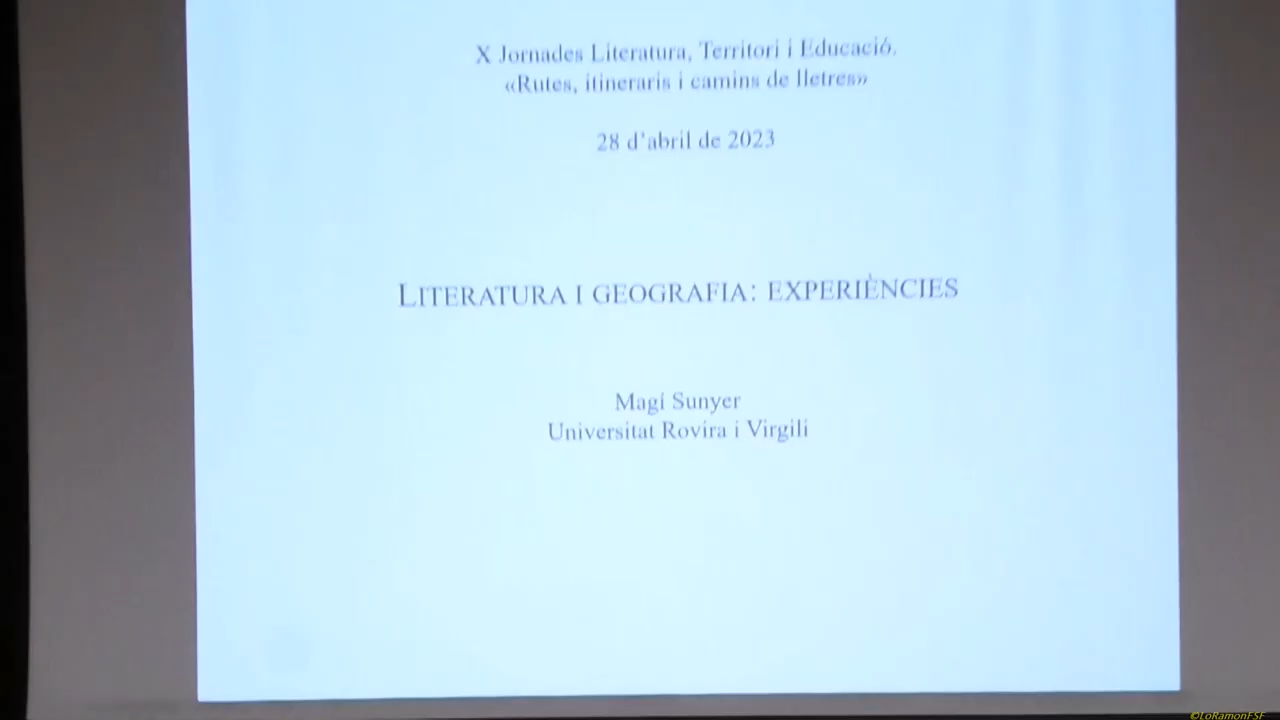 X Jornades Literatura, Territori i Educació.
«Rutes, itineraris i camins de lletres»
28 d'abril de 2023
LITERATURA I GEOGRAFIA: EXPERIÈNCIES
Magí Sunyer
Universitat Rovira i Virgili
©LoRamonFSF